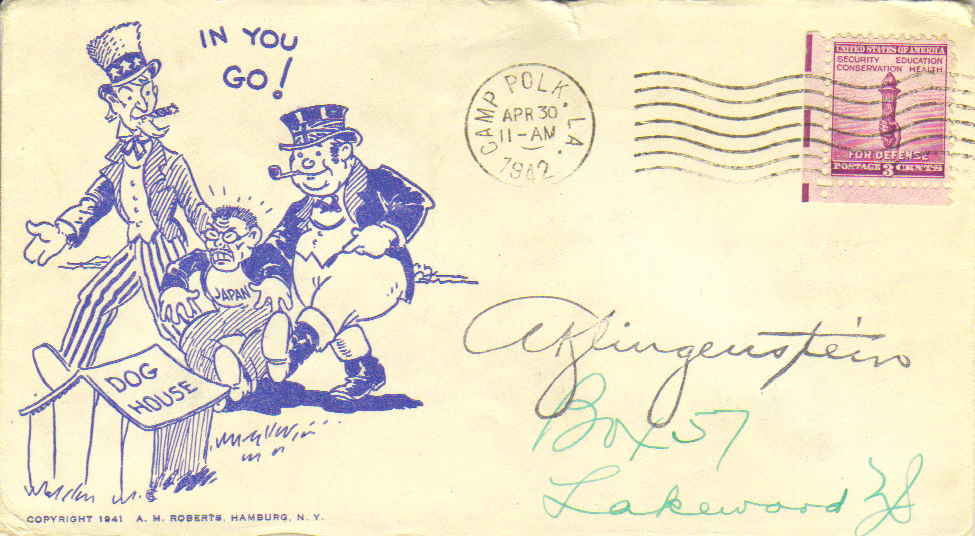 IN YOU
GO!
CAMP POLK. LA.
APR 30
11-AM
1942
UNITED STATES OF AMERICA
SECURITY EDUCATION
CONSERVATION HEALTH
FOR DEFENSE
POSTAGE 3 CENTS
JAPAN
DOG
HOUSE
A Klingenstein
Box 57
Lakewood NJ
COPYRIGHT 1941 A. H. ROBERTS, HAMBURG, N. Y.